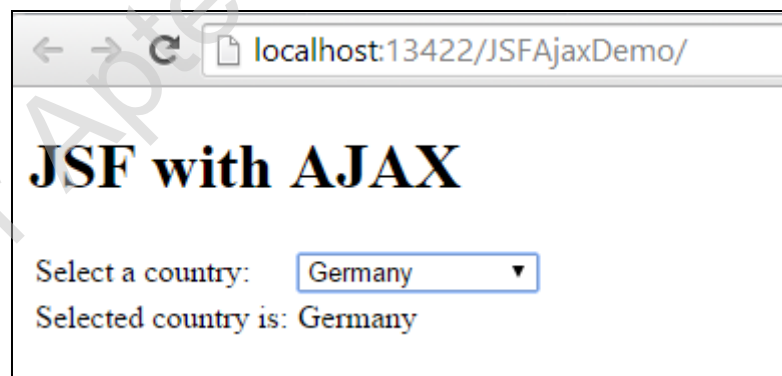 localhost:13422/JSFAjaxDemo/
JSF with AJAX
Select a country: Germany
Selected country is: Germany